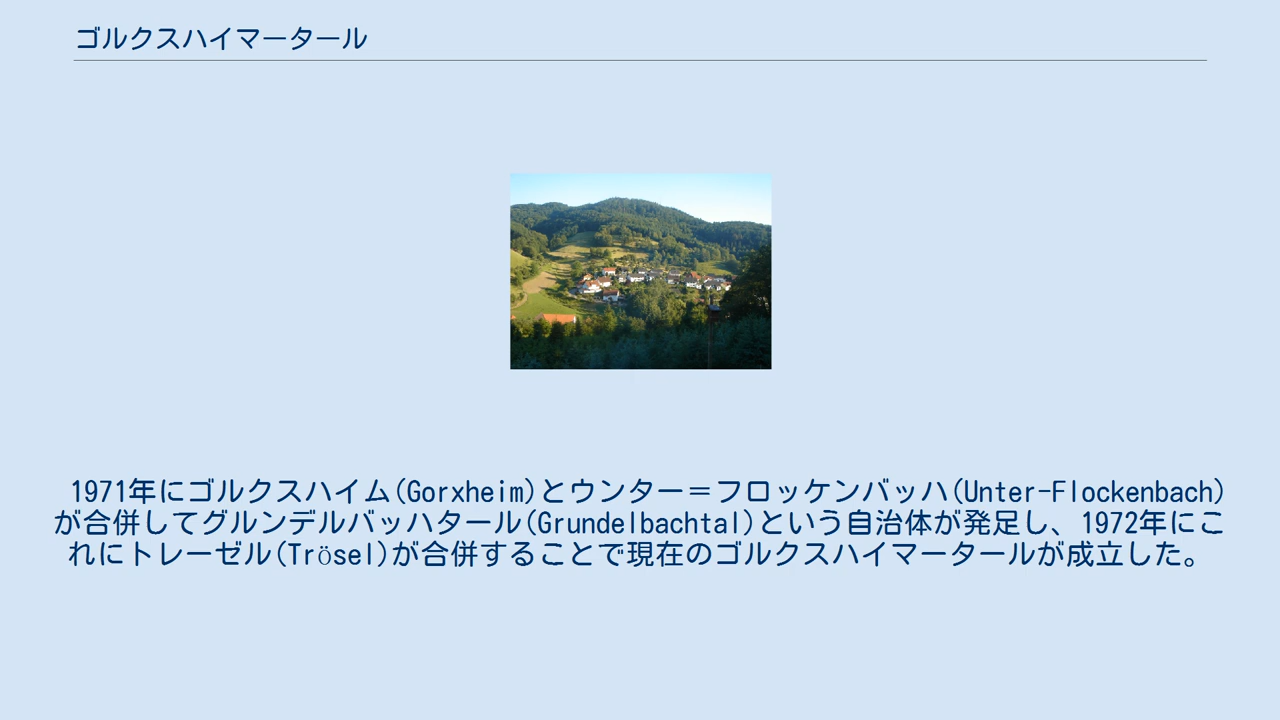 ゴルクスハイマータール
1971年にゴルクスハイム(Gorxheim)とウンター＝フロッケンバッハ(Unter-Flockenbach)
が合併してグルンデルバッハタール(Grundelbachtal)という自治体が発足し、1972年にこ
れにトレーゼル(Trösel)が合併することで現在のゴルクスハイマータールが成立した。